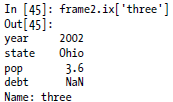 In [45]: frame2.ix['three']
Out[45]:
year     2002
state    Ohio
pop       3.6
debt      NaN
Name: three